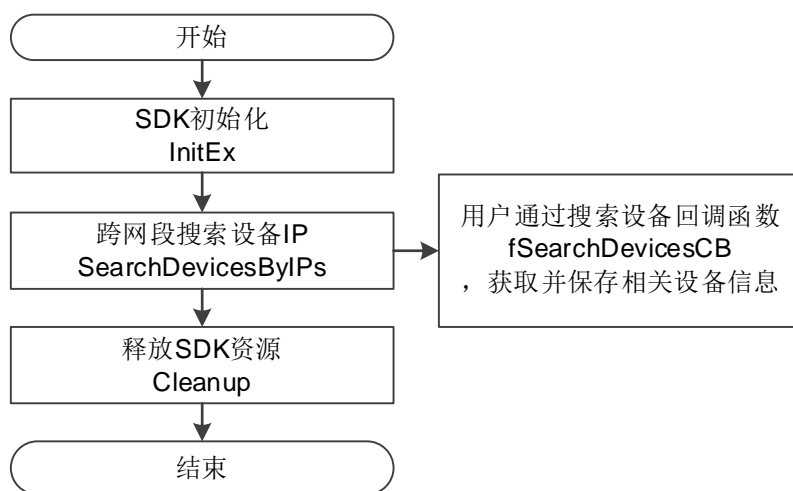 开始
SDK初始化
InitEx
跨网段搜索设备IP
SearchDevicesByIPs
用户通过搜索设备回调函数
fSearchDevicesCB
，获取并保存相关设备信息
释放SDK资源
Cleanup
结束